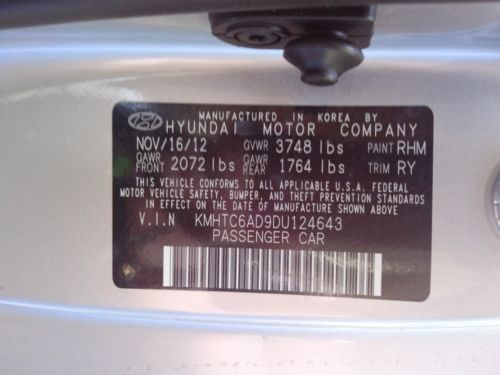 MANUFACTURED IN KOREA BY
HYUNDAI MOTOR COMPANY
NOV/16/12 GVWR 3748 lbs PAINT RHM
GAWR FRONT 2072 lbs GAWR REAR 1764 lbs TRIM RY
THIS VEHICLE CONFORMS TO ALL APPLICABLE U.S.A. FEDERAL
MOTOR VEHICLE SAFETY, BUMPER, AND THEFT PREVENTION STANDARDS
IN EFFECT ON THE DATE OF MANUFACTURE SHOWN ABOVE.
V.I.N KMHTC6AD9DU124643
PASSENGER CAR